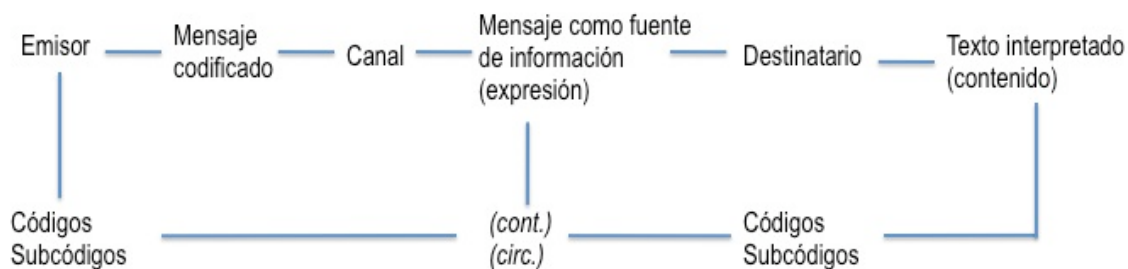 Emisor
Mensaje
codificado
Canal
Mensaje como fuente
de información
(expresión)
Destinatario
Texto interpretado
(contenido)
Códigos
Subcódigos
(cont.)
(circ.)
Códigos
Subcódigos